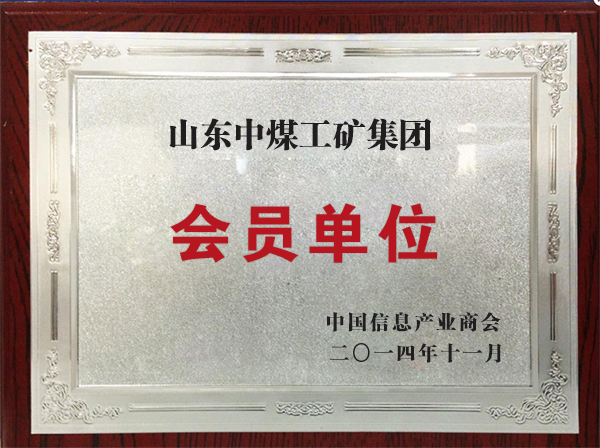 山东中煤工矿集团
会员单位
中国信息产业商会
二〇一四年十一月